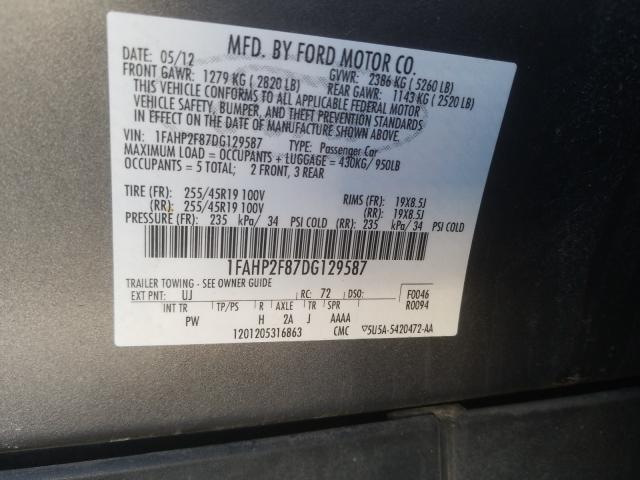 MFD. BY FORD MOTOR CO.
DATE: 05/12 GVWR: 2386 KG (5260 LB)
FRONT GAWR: 1279 KG (2820 LB) REAR GAWR: 1143 KG (2520 LB)
THIS VEHICLE CONFORMS TO ALL APPLICABLE FEDERAL MOTOR
VEHICLE SAFETY, BUMPER, AND THEFT PREVENTION STANDARDS
IN EFFECT ON THE DATE OF MANUFACTURE SHOWN ABOVE.
VIN: 1FAHP2F87DG129587 TYPE: Passenger Car
MAXIMUM LOAD = OCCUPANTS + LUGGAGE = 430KG/950LB
OCCUPANTS = 5 TOTAL; 2 FRONT, 3 REAR
TIRE (FR): 255/45R19 100V RIMS (FR): 19X8.5J
(RR): 255/45R19 100V (RR): 19X8.5J
PRESSURE (FR): 235 kPa/ 34 PSI COLD (RR): 235 kPa/ 34 PSI COLD
1FAHP2F87DG129587
TRAILER TOWING - SEE OWNER GUIDE
EXT PNT: UJ RC: 72 DSO: F0046
INT TR TP/PS R AXLE TR SPR R0094
PW H 2A J AAAA
1201205316863 CMC ▽5U5A-5420472-AA